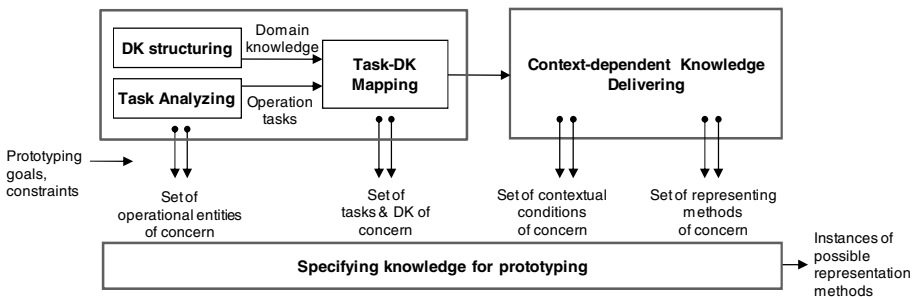 DK structuring
Domain
knowledge
Task Analyzing
Operation
tasks
Task-DK
Mapping
Context-dependent Knowledge
Delivering
Prototyping
goals,
constraints
Set of
operational entities
of concern
Set of
tasks & DK of
concern
Set of contextual
conditions
of concern
Set of representing
methods
of concern
Specifying knowledge for prototyping
Instances of
possible
representation
methods